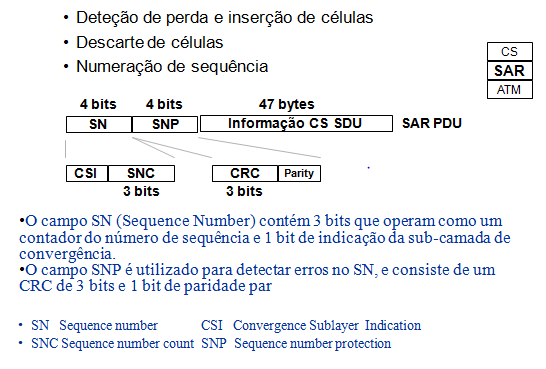 • Deteção de perda e inserção de células
• Descarte de células
• Numeração de sequência
CS
SAR
ATM
4 bits 4 bits 47 bytes
SN SNP Informação CS SDU SAR PDU
CSI SNC CRC Parity
3 bits 3 bits
•O campo SN (Sequence Number) contém 3 bits que operam como um
contador do número de sequência e 1 bit de indicação da sub-camada de
convergência.
•O campo SNP é utilizado para detectar erros no SN, e consiste de um
CRC de 3 bits e 1 bit de paridade par
• SN Sequence number CSI Convergence Sublayer Indication
• SNC Sequence number count SNP Sequence number protection